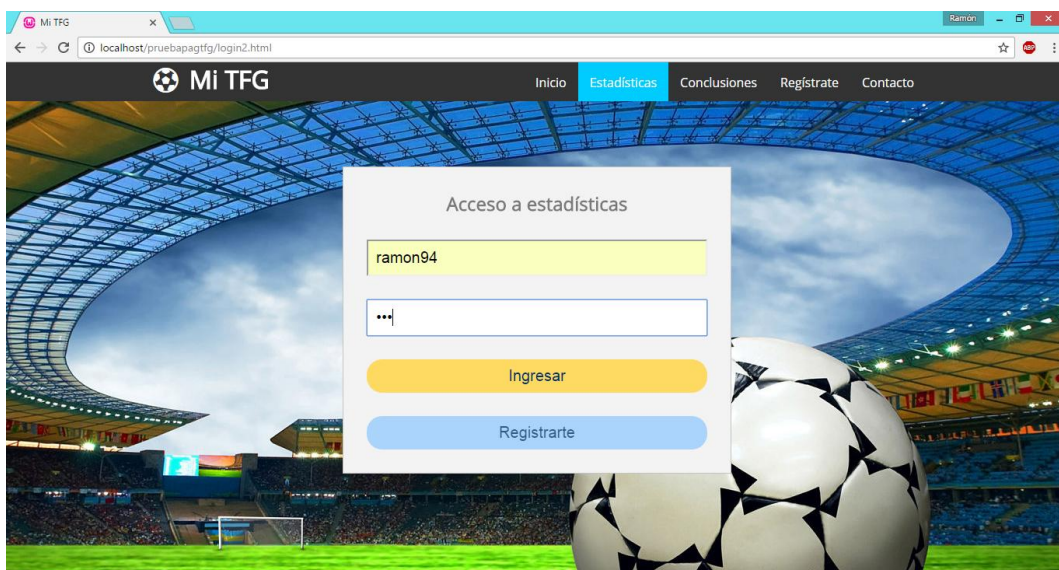 Mi TFG
Ramón
localhost/pruebapagtfg/login2.html
ABP
Mi TFG
Inicio Estadísticas Conclusiones Regístrate Contacto
Acceso a estadísticas
ramon94
•••
Ingresar
Registrarte